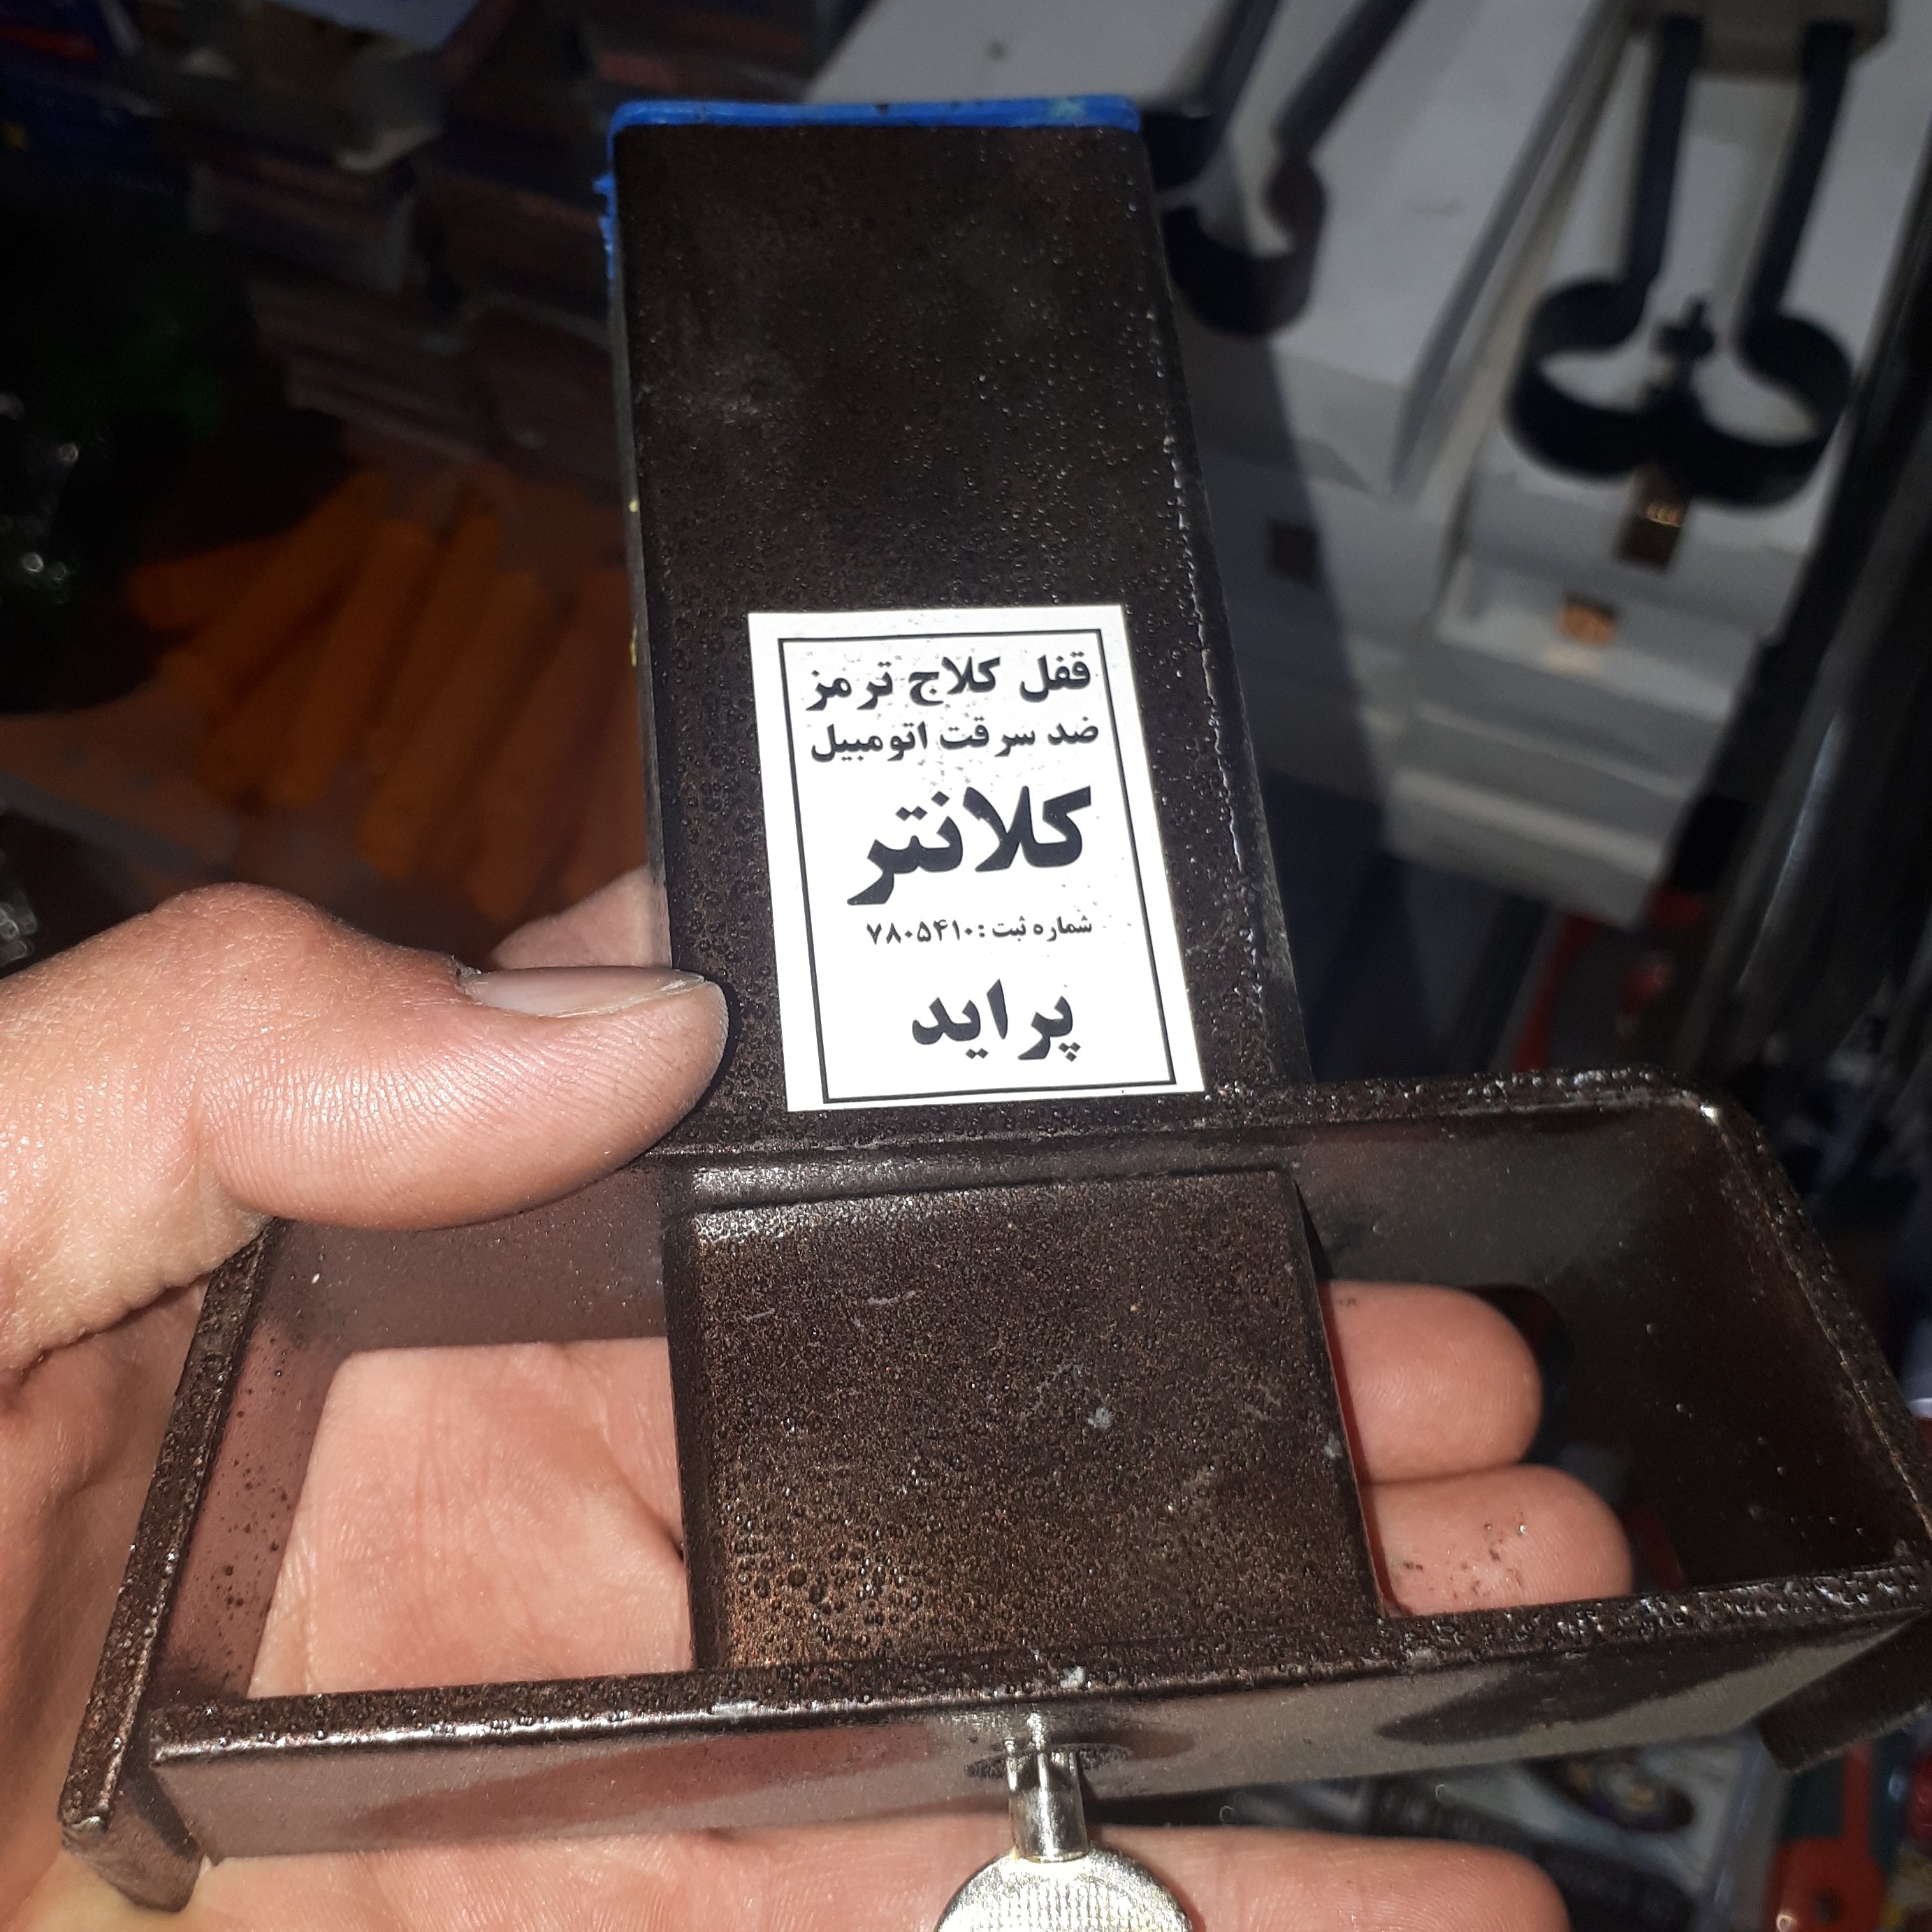 قفل کلاج ترمز
ضد سرقت اتومبیل
کلانتر
شماره ثبت : ۷۸۰۵۴۱۰
پراید